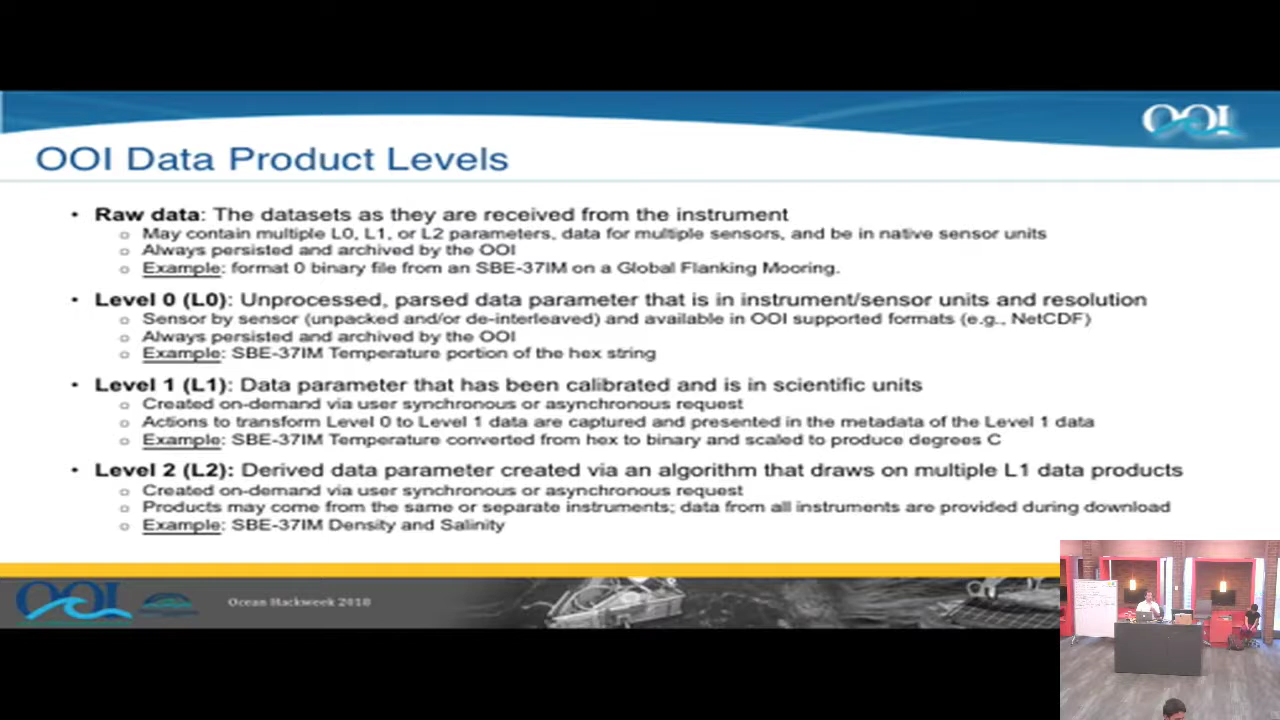 OOI
OOI Data Product Levels
• Raw data: The datasets as they are received from the instrument
o May contain multiple L0, L1, or L2 parameters, data for multiple sensors, and be in native sensor units
o Always persisted and archived by the OOI
o Example: format 0 binary file from an SBE-37IM on a Global Flanking Mooring.
• Level 0 (L0): Unprocessed, parsed data parameter that is in instrument/sensor units and resolution
o Sensor by sensor (unpacked and/or de-interleaved) and available in OOI supported formats (e.g., NetCDF)
o Always persisted and archived by the OOI
o Example: SBE-37IM Temperature portion of the hex string
• Level 1 (L1): Data parameter that has been calibrated and is in scientific units
o Created on-demand via user synchronous or asynchronous request
o Actions to transform Level 0 to Level 1 data are captured and presented in the metadata of the Level 1 data
o Example: SBE-37IM Temperature converted from hex to binary and scaled to produce degrees C
• Level 2 (L2): Derived data parameter created via an algorithm that draws on multiple L1 data products
o Created on-demand via user synchronous or asynchronous request
o Products may come from the same or separate instruments; data from all instruments are provided during download
o Example: SBE-37IM Density and Salinity
OOI
Ocean Hackweek 2018